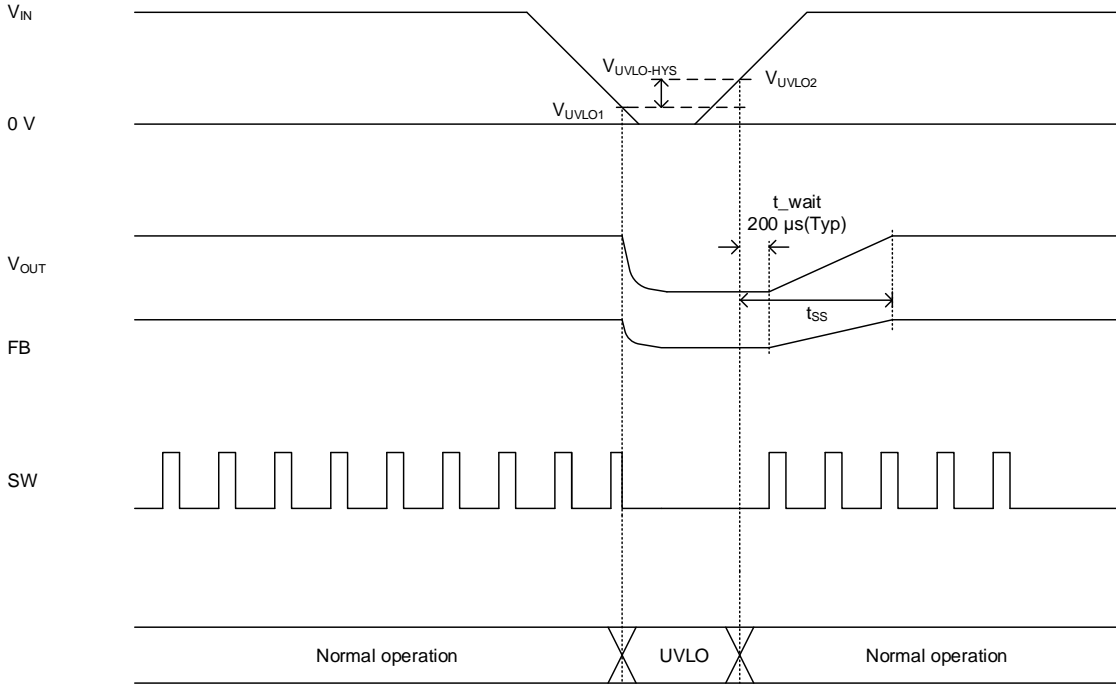 VIN
VUVLO-HYS
VUVLO2
VUVLO1
0 V
t_wait
200 µs(Typ)
VOUT
tSS
FB
SW
Normal operation
UVLO
Normal operation